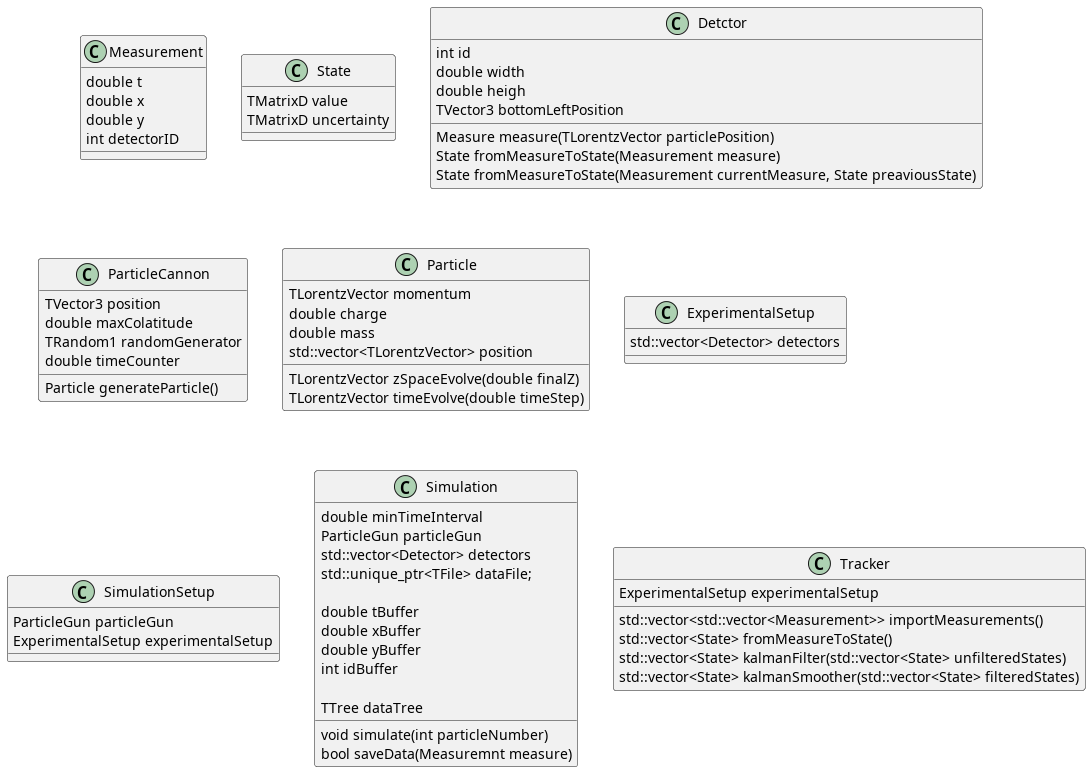 C Measurement
double t
double x
double y
int detectorID
C State
TMatrixD value
TMatrixD uncertainty
C Detctor
int id
double width
double heigh
TVector3 bottomLeftPosition
Measure measure(TLorentzVector particlePosition)
State fromMeasureToState(Measurement measure)
State fromMeasureToState(Measurement currentMeasure, State preaviousState)
C ParticleCannon
TVector3 position
double maxColatitude
TRandom1 randomGenerator
double timeCounter
Particle generateParticle()
C Particle
TLorentzVector momentum
double charge
double mass
std::vector<TLorentzVector> position
TLorentzVector zSpaceEvolve(double finalZ)
TLorentzVector timeEvolve(double timeStep)
C ExperimentalSetup
std::vector<Detector> detectors
C SimulationSetup
ParticleGun particleGun
ExperimentalSetup experimentalSetup
C Simulation
double minTimeInterval
ParticleGun particleGun
std::vector<Detector> detectors
std::unique_ptr<TFile> dataFile;
double tBuffer
double xBuffer
double yBuffer
int idBuffer
TTree dataTree
void simulate(int particleNumber)
bool saveData(Measuremnt measure)
C Tracker
ExperimentalSetup experimentalSetup
std::vector<std::vector<Measurement>> importMeasurements()
std::vector<State> fromMeasureToState()
std::vector<State> kalmanFilter(std::vector<State> unfilteredStates)
std::vector<State> kalmanSmoother(std::vector<State> filteredStates)